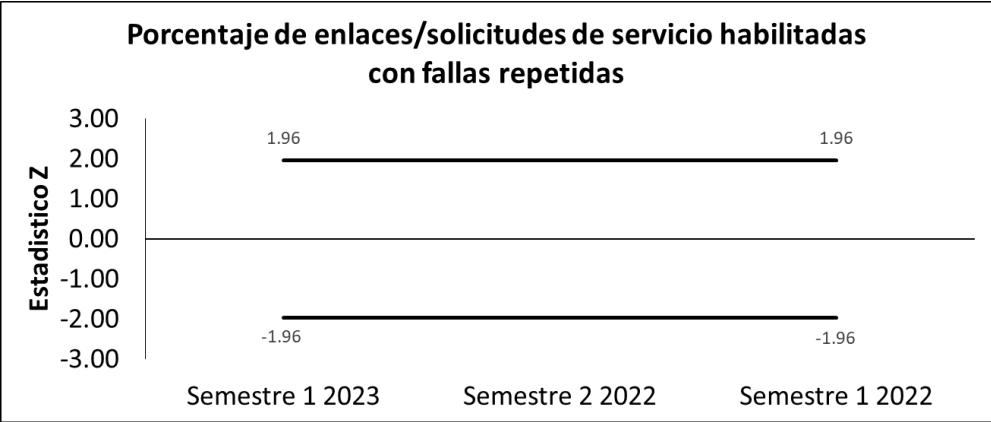 Porcentaje de enlaces/solicitudes de servicio habilitadas
con fallas repetidas
Estadistico Z
3.00
2.00
1.00
0.00
-1.00
-2.00
-3.00
1.96
1.96
-1.96
-1.96
Semestre 1 2023
Semestre 2 2022
Semestre 1 2022